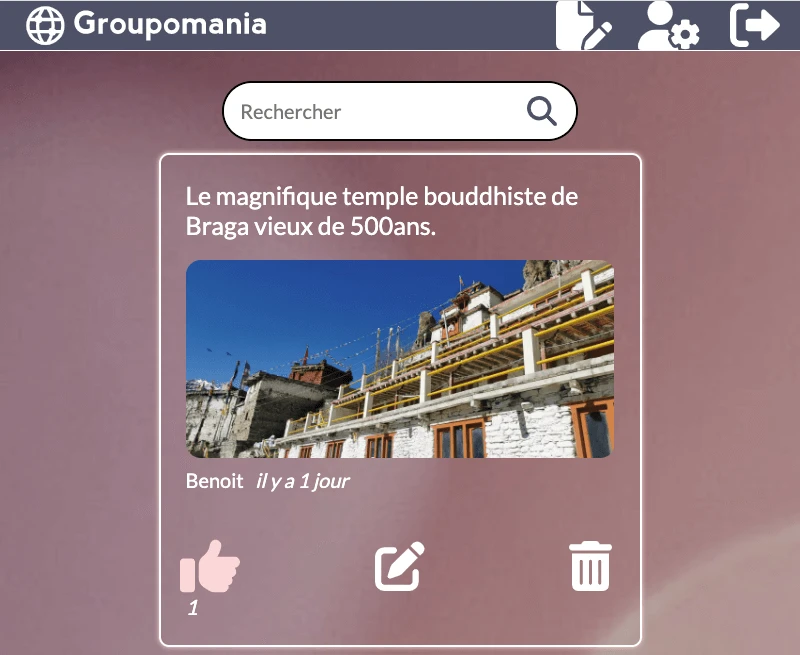 Groupomania
Rechercher
Le magnifique temple bouddhiste de
Braga vieux de 500ans.
Benoit il y a 1 jour
1